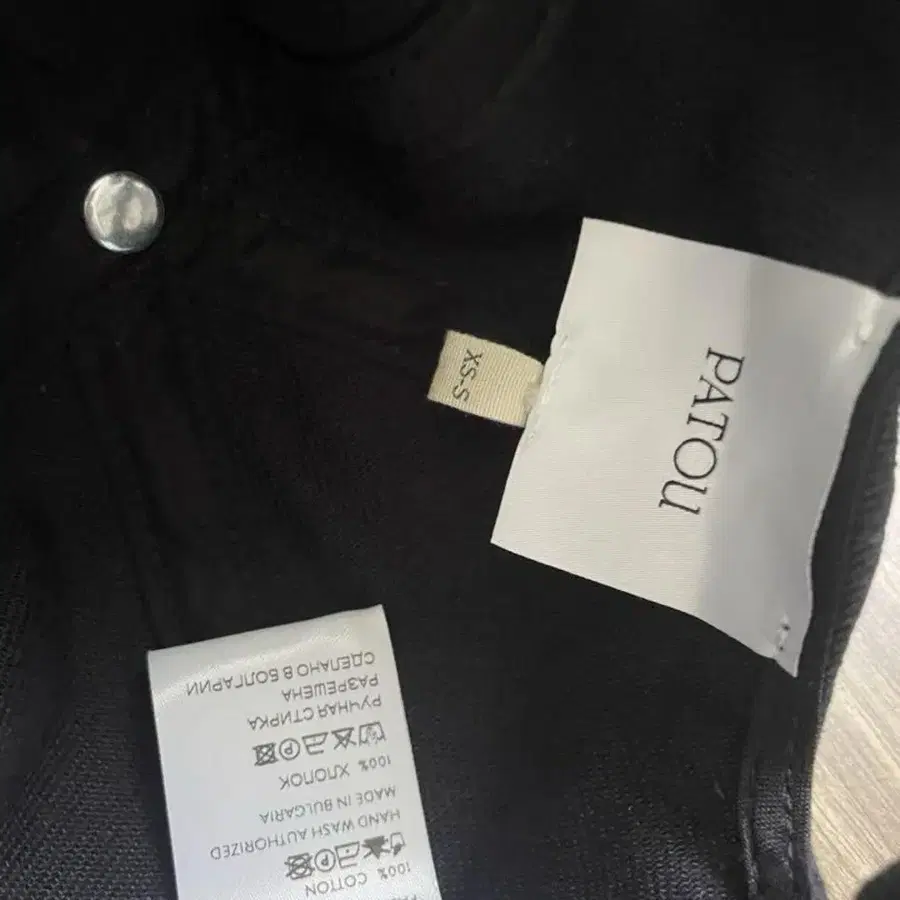 PATOU
XS-S
100% COTTON
HAND WASH AUTHORIZED
MADE IN BULGARIA
100% ХЛОПОК
РУЧНАЯ СТИРКА
РАЗРЕШЕНА
СДЕЛАНО В БОЛГАРИИ